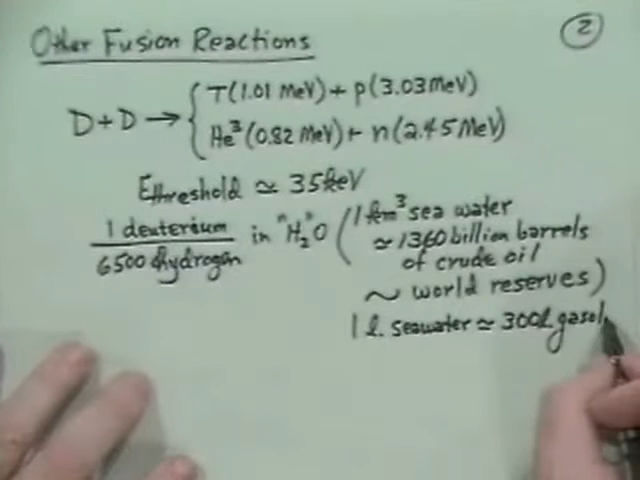 Other Fusion Reactions
2
D+D → { T(1.01 MeV) + p(3.03 MeV)
He³(0.82 MeV) + n(2.45 MeV)
Ethreshold ≃ 35 keV
1 deuterium / 6500 hydrogen in "H₂O" (1 km³ sea water
≃ 1360 billion barrels
of crude oil
~ world reserves)
1 l. seawater ≃ 300l gasol